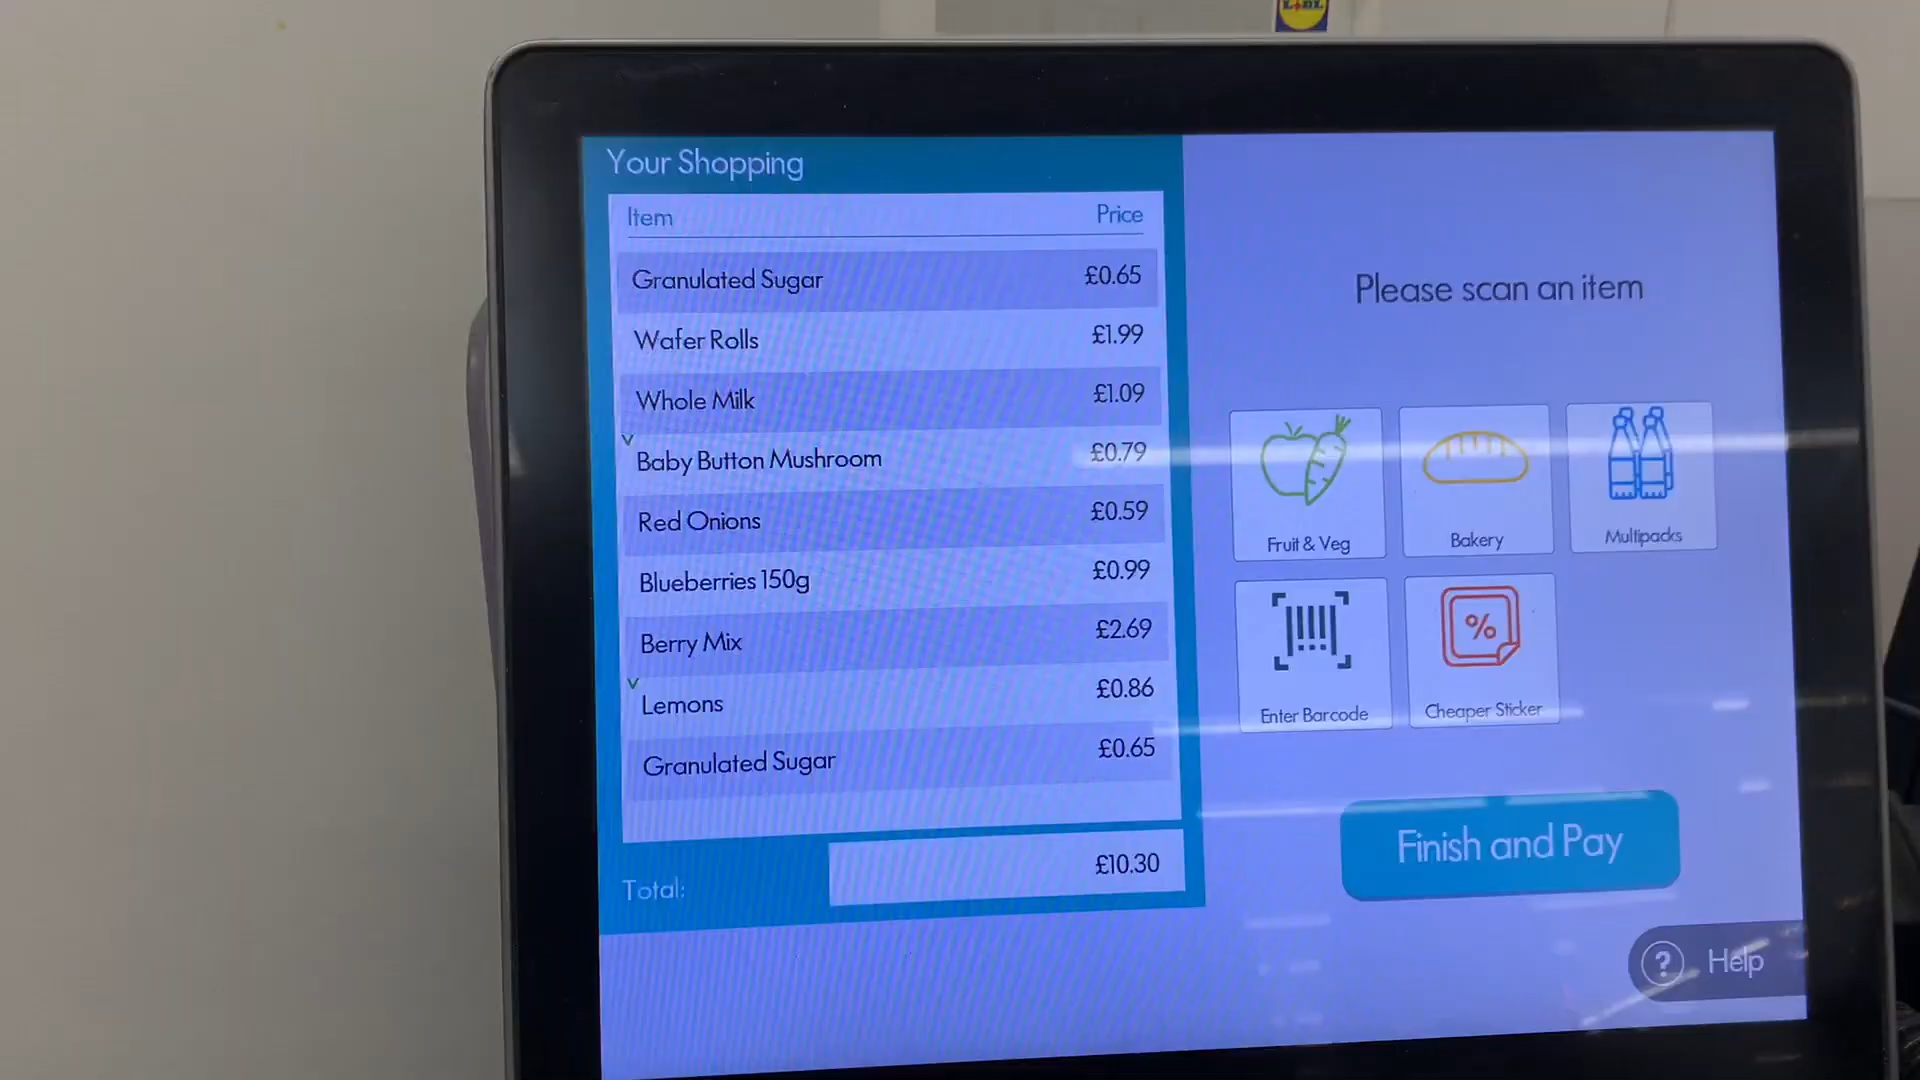 LIDL
Your Shopping
Item Price
Granulated Sugar £0.65
Wafer Rolls £1.99
Whole Milk £1.09
v
Baby Button Mushroom £0.79
Red Onions £0.59
Blueberries 150g £0.99
Berry Mix £2.69
v
Lemons £0.86
Granulated Sugar £0.65
Total: £10.30
Please scan an item
Fruit & Veg
Bakery
Multipacks
Enter Barcode
%
Cheaper Sticker
Finish and Pay
? Help